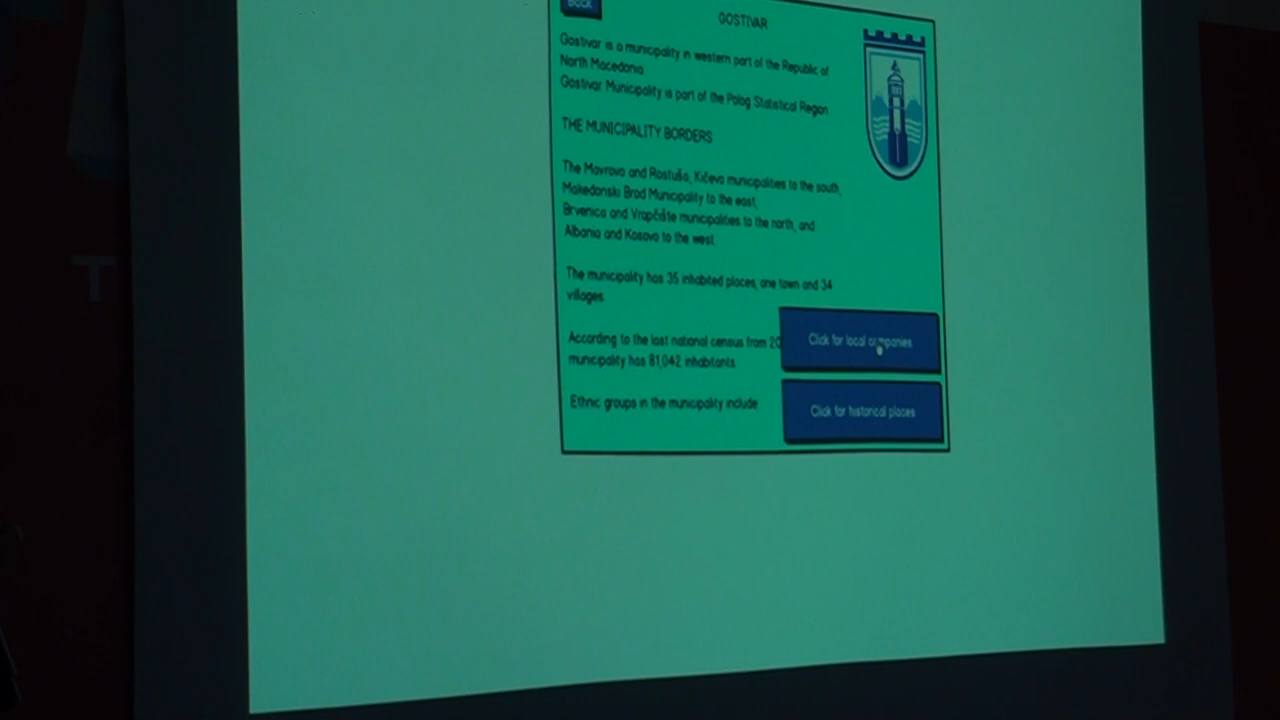 BACK
GOSTIVAR
Gostivar is a municipality in western part of the Republic of
North Macedonia
Gostivar Municipality is part of the Polog Statistical Region
THE MUNICIPALITY BORDERS
The Mavrovo and Rostuša, Kičevo municipalities to the south,
Makedonski Brod Municipality to the east,
Brvenica and Vrapčište municipalities to the north, and
Albania and Kosovo to the west
The municipality has 35 inhabited places, one town and 34
villages
According to the last national census from 20
municipality has 81,042 inhabitants
Ethnic groups in the municipality include
Click for local companies
Click for historical places
T